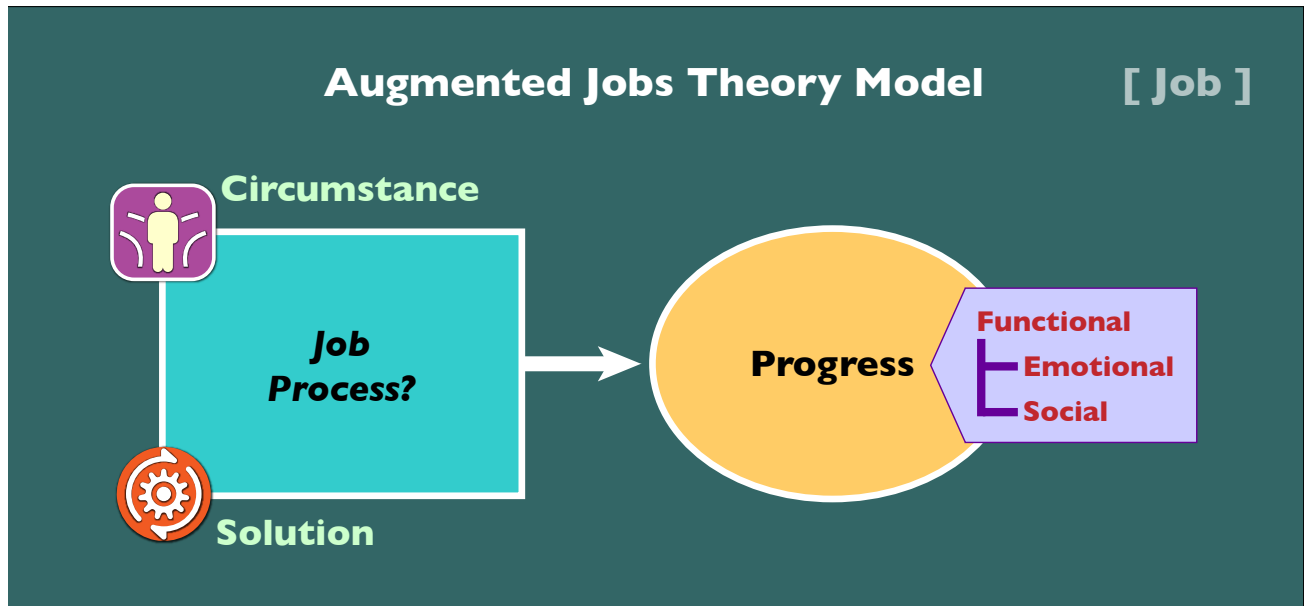 Augmented Jobs Theory Model
[ Job ]
Circumstance
Job
Process?
Solution
Progress
Functional
Emotional
Social